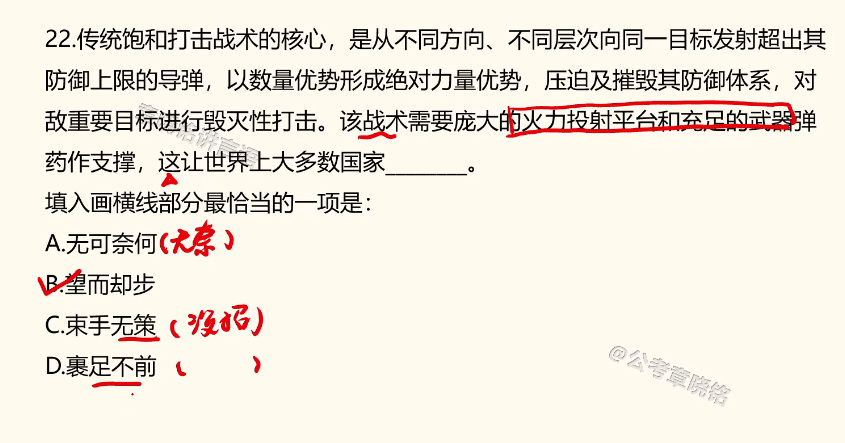 22.传统饱和打击战术的核心，是从不同方向、不同层次向同一目标发射超出其
防御上限的导弹，以数量优势形成绝对力量优势，压迫及摧毁其防御体系，对
敌重要目标进行毁灭性打击。该战术需要庞大的火力投射平台和充足的武器弹
药作支撑，这让世界上大多数国家________。
填入画横线部分最恰当的一项是：
A.无可奈何(无奈)
B.望而却步
C.束手无策(没招)
D.裹足不前(  )
@公考章晓铭